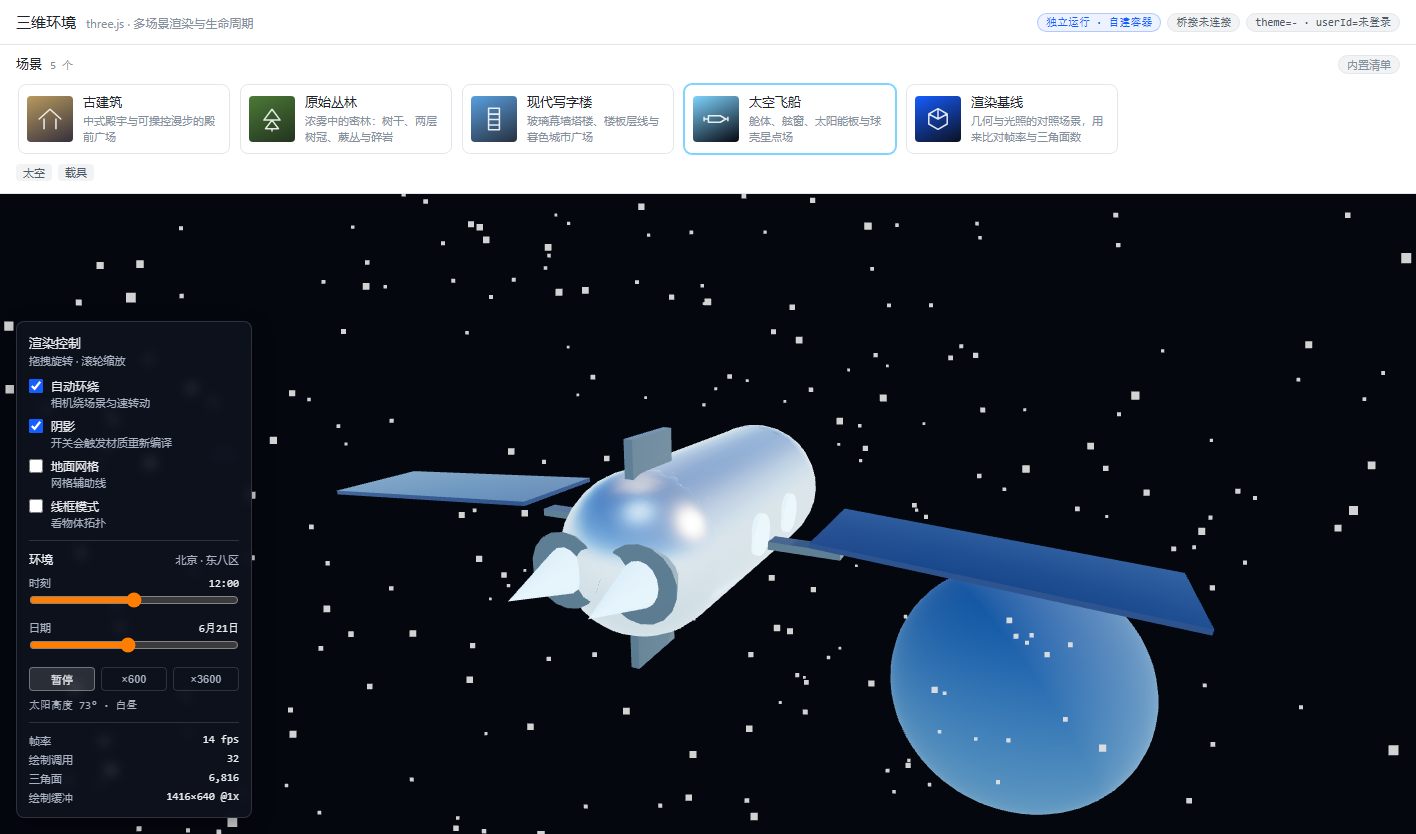 三维环境 three.js · 多场景渲染与生命周期
独立运行 · 自建容器 桥接未连接 theme=- · userId=未登录
场景 5 个
内置清单
古建筑
中式殿宇与可操控漫步的殿
前广场
原始丛林
浓雾中的密林：树干、两层
树冠、蕨丛与碎岩
现代写字楼
玻璃幕墙塔楼、楼板层线与
暮色城市广场
太空飞船
舱体、舷窗、太阳能板与球
壳星点场
渲染基线
几何与光照的对照场景，用
来比对帧率与三角面数
太空 载具
渲染控制
拖拽旋转 · 滚轮缩放
自动环绕
相机绕场景匀速转动
阴影
开关会触发材质重新编译
地面网格
网格辅助线
线框模式
看物体拓扑
环境 北京 · 东八区
时刻 12:00
日期 6月21日
暂停 ×600 ×3600
太阳高度 73° · 白昼
帧率 14 fps
绘制调用 32
三角面 6,816
绘制缓冲 1416×640 @1x